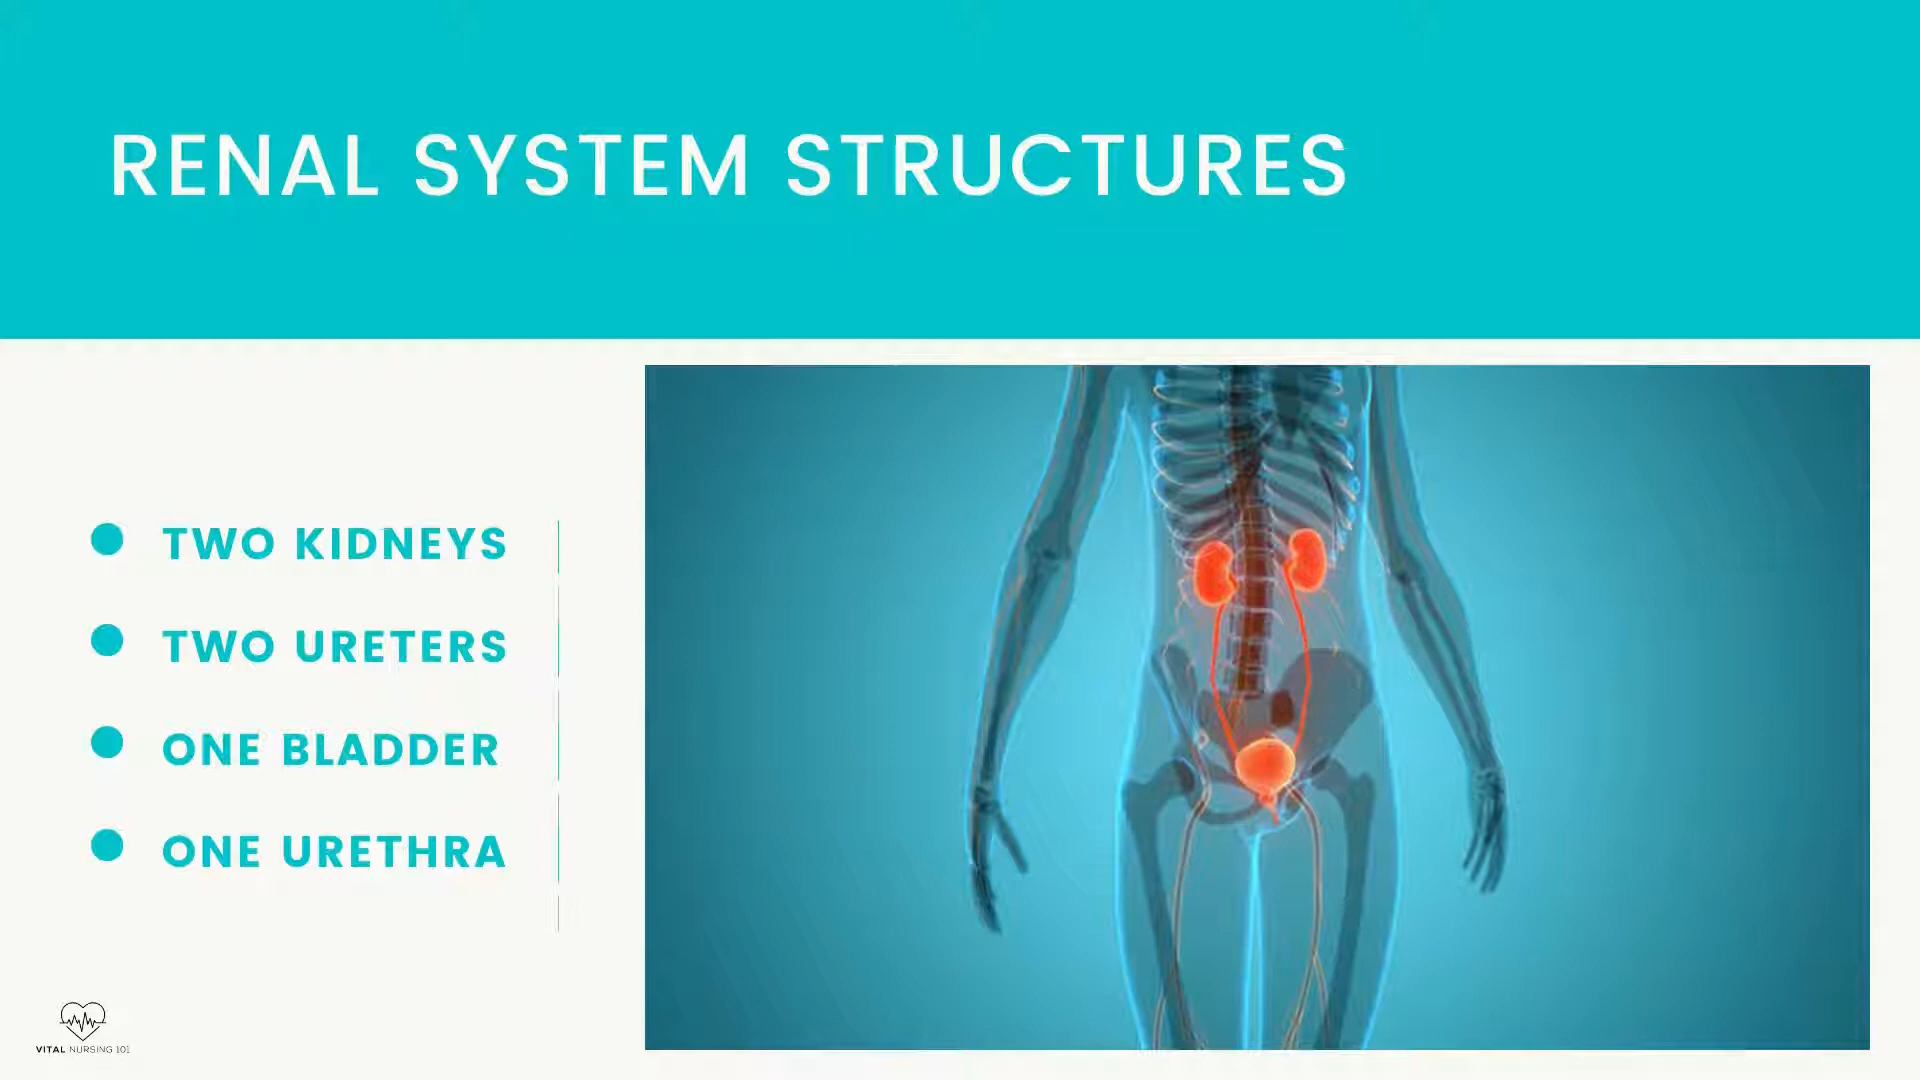 RENAL SYSTEM STRUCTURES
TWO KIDNEYS
TWO URETERS
ONE BLADDER
ONE URETHRA
VITAL NURSING 101